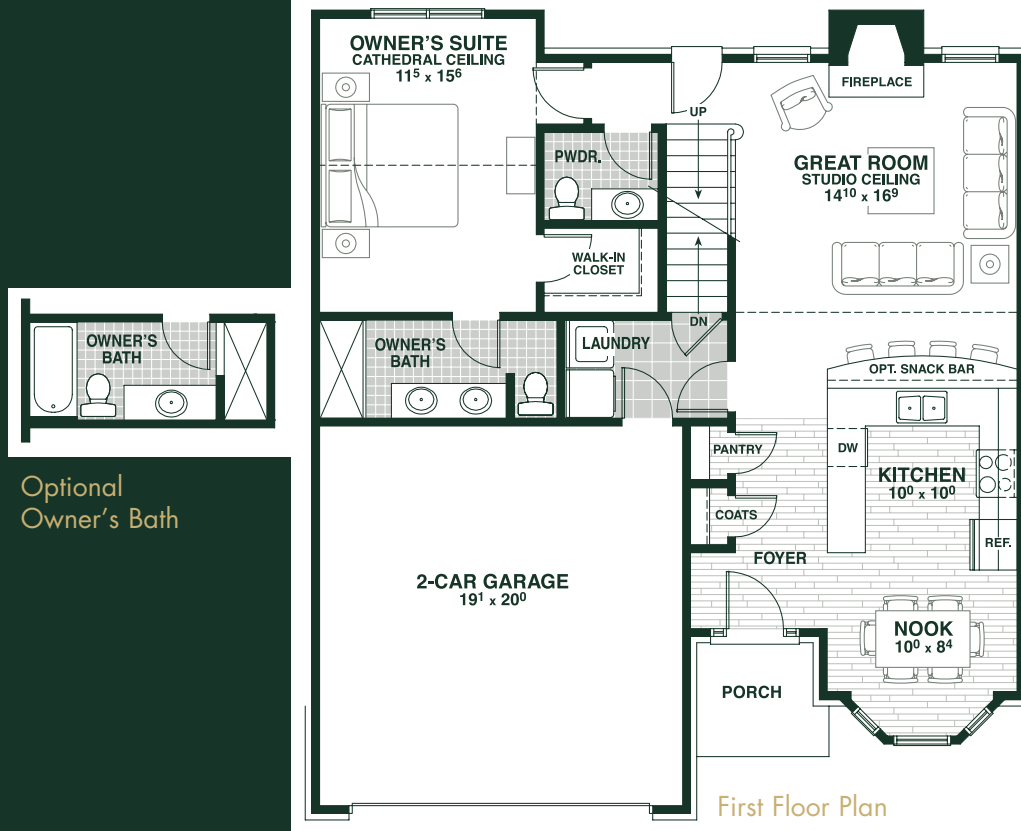 OWNER'S SUITE
CATHEDRAL CEILING
11⁵ x 15⁶
FIREPLACE
UP
PWDR.
GREAT ROOM
STUDIO CEILING
14¹⁰ x 16⁹
WALK-IN
CLOSET
DN
OWNER'S
BATH
OWNER'S
BATH
LAUNDRY
OPT. SNACK BAR
Optional
Owner's Bath
PANTRY
DW
KITCHEN
10⁰ x 10⁰
COATS
REF.
FOYER
2-CAR GARAGE
19¹ x 20⁰
NOOK
10⁰ x 8⁴
PORCH
First Floor Plan